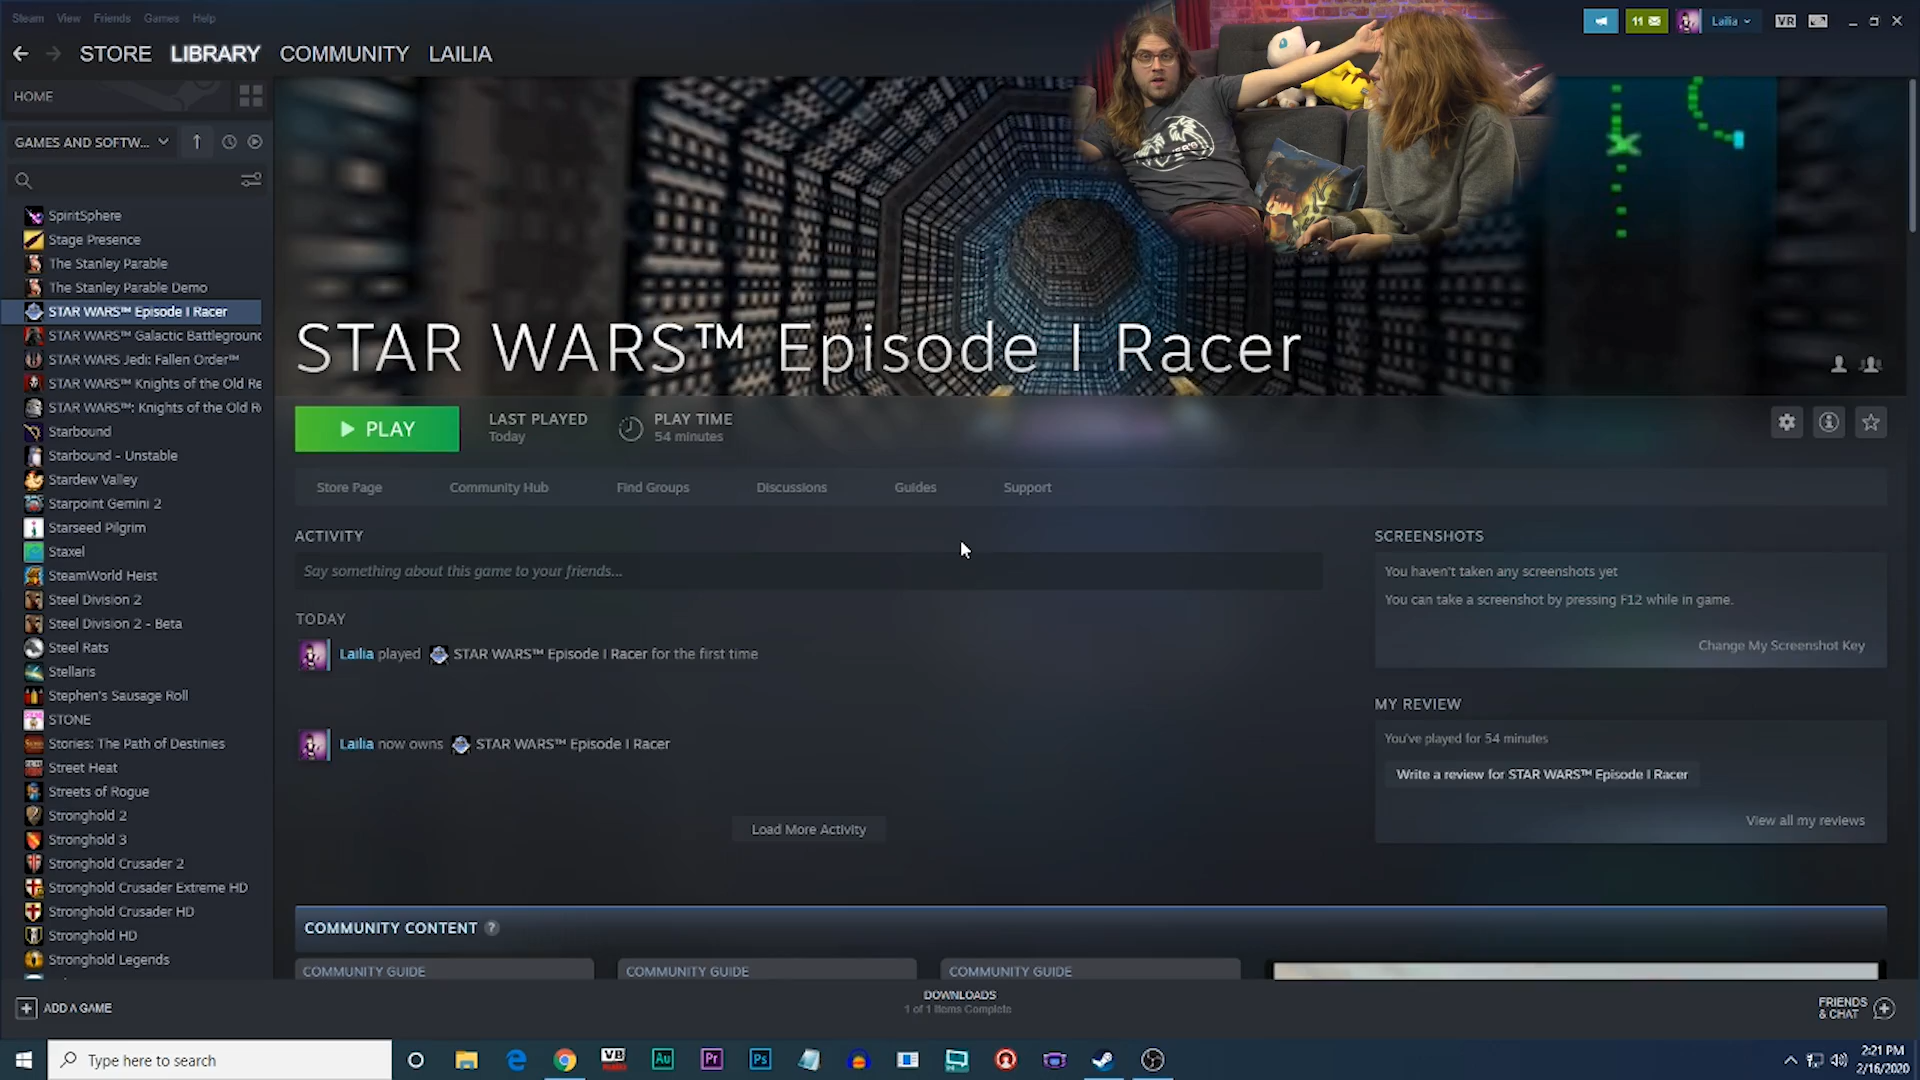 Steam View Friends Games Help
11
Lailia
VR
STORE LIBRARY COMMUNITY LAILIA
HOME
GAMES AND SOFTW...
SpiritSphere
Stage Presence
The Stanley Parable
The Stanley Parable Demo
STAR WARS™ Episode I Racer
STAR WARS™ Galactic Battleground
STAR WARS Jedi: Fallen Order™
STAR WARS™ Knights of the Old Re
STAR WARS™: Knights of the Old R
Starbound
Starbound - Unstable
Stardew Valley
Starpoint Gemini 2
Starseed Pilgrim
Staxel
SteamWorld Heist
Steel Division 2
Steel Division 2 - Beta
Steel Rats
Stellaris
Stephen's Sausage Roll
STONE
Stories: The Path of Destinies
Street Heat
Streets of Rogue
Stronghold 2
Stronghold 3
Stronghold Crusader 2
Stronghold Crusader Extreme HD
Stronghold Crusader HD
Stronghold HD
Stronghold Legends
STAR WARS™ Episode I Racer
PLAY
LAST PLAYED
Today
PLAY TIME
54 minutes
Store Page Community Hub Find Groups Discussions Guides Support
ACTIVITY
Say something about this game to your friends...
TODAY
Lailia played STAR WARS™ Episode I Racer for the first time
Lailia now owns STAR WARS™ Episode I Racer
Load More Activity
SCREENSHOTS
You haven't taken any screenshots yet
You can take a screenshot by pressing F12 while in game.
Change My Screenshot Key
MY REVIEW
You've played for 54 minutes
Write a review for STAR WARS™ Episode I Racer
View all my reviews
COMMUNITY CONTENT ?
COMMUNITY GUIDE COMMUNITY GUIDE COMMUNITY GUIDE
ADD A GAME
DOWNLOADS
1 of 1 Items Complete
FRIENDS
& CHAT
Type here to search
VB
Au
Pr
Ps
2:21 PM
2/16/2020